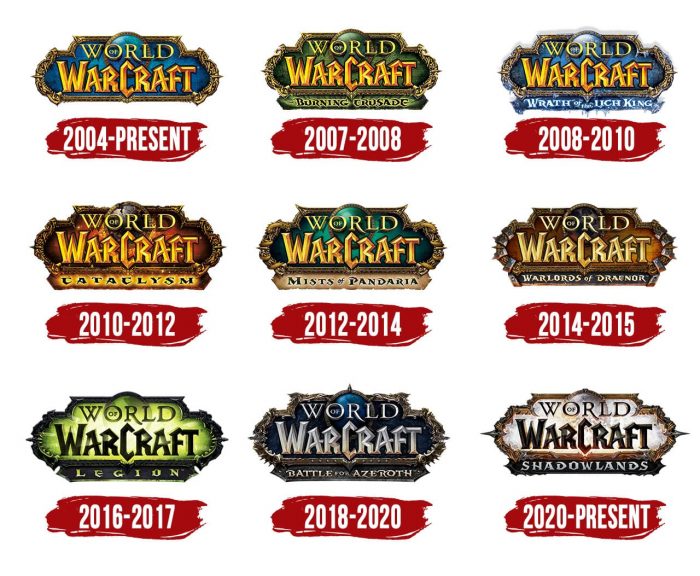 WORLD OF WARCRAFT
2004-PRESENT
WORLD OF WARCRAFT
BURNING CRUSADE
2007-2008
WORLD OF WARCRAFT
WRATH of the LICH KING
2008-2010
WORLD OF WARCRAFT
CATACLYSM
2010-2012
WORLD OF WARCRAFT
MISTS of PANDARIA
2012-2014
WORLD OF WARCRAFT
WARLORDS of DRAENOR
2014-2015
WORLD OF WARCRAFT
LEGION
2016-2017
WORLD OF WARCRAFT
BATTLE FOR AZEROTH
2018-2020
WORLD OF WARCRAFT
SHADOWLANDS
2020-PRESENT